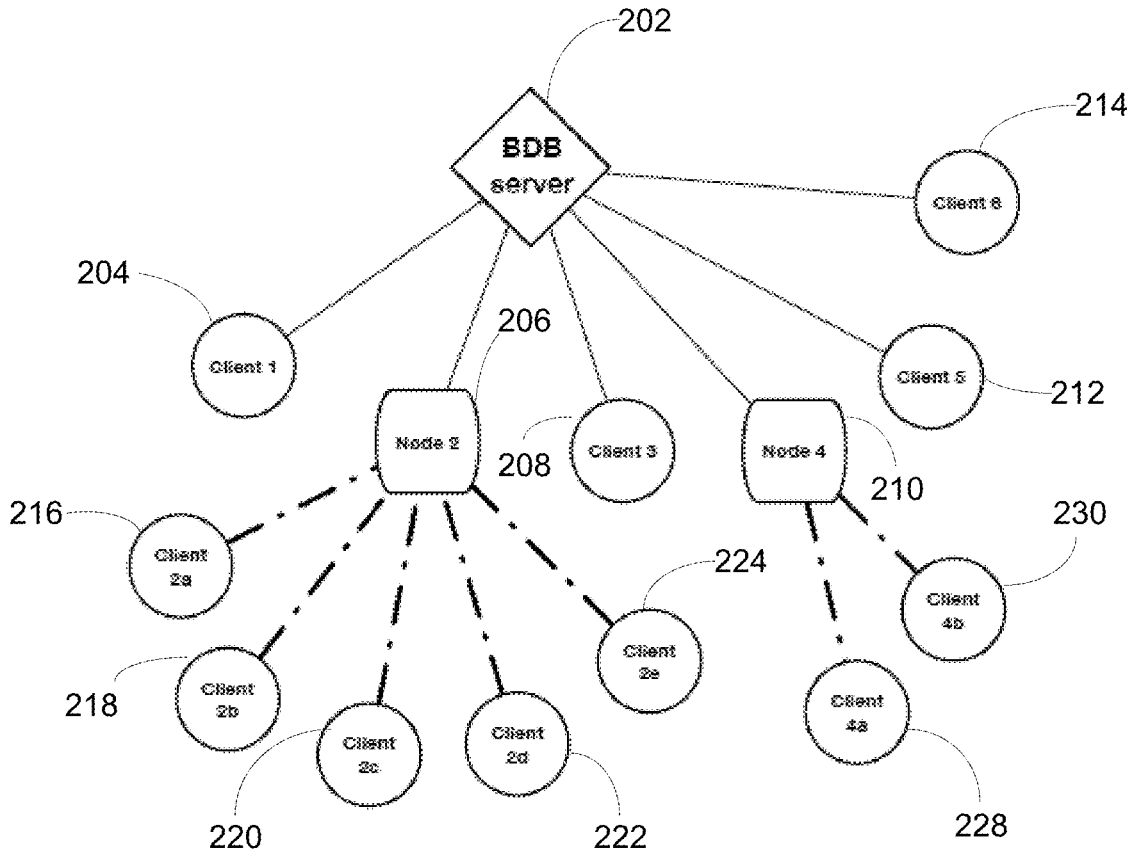 202
BDB
server
214
Client 6
204
Client 1
206
Client 5
212
Node 2
208
Client 3
Node 4
210
216
Client
2a
224
230
Client
4b
218
Client
2b
Client
2e
Client
2c
Client
2d
Client
4a
220
222
228